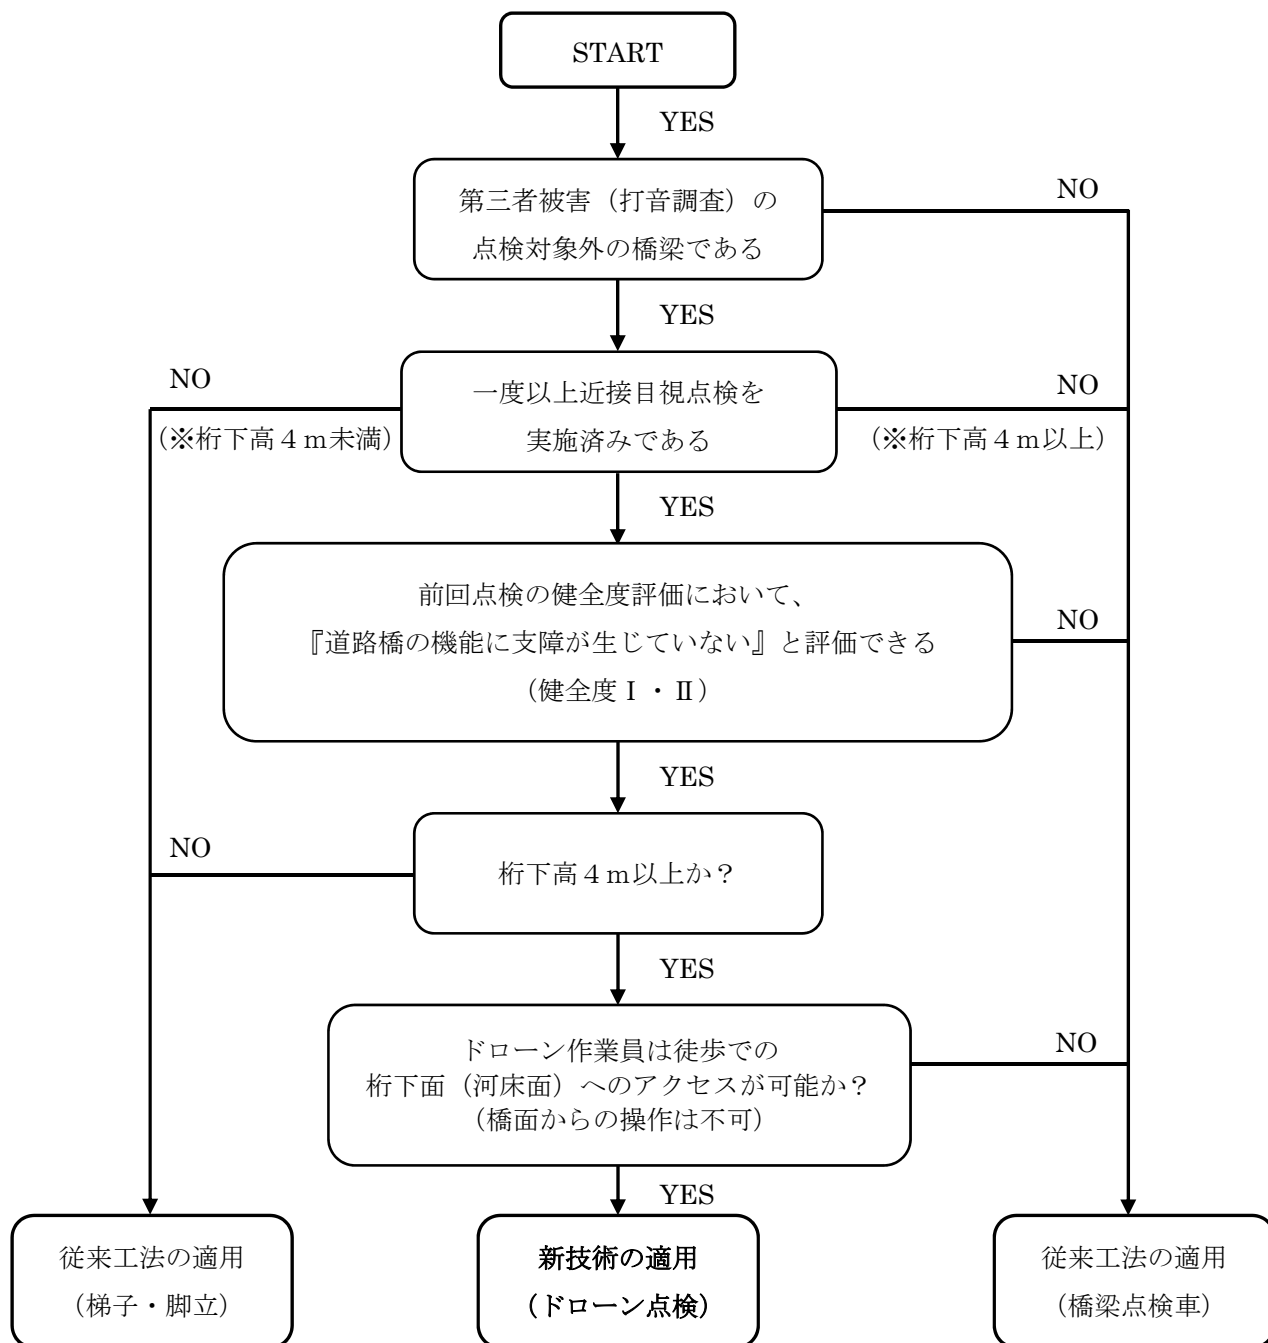 START
YES
第三者被害（打音調査）の
点検対象外の橋梁である
NO
YES
一度以上近接目視点検を
実施済みである
NO
（※桁下高４ｍ未満）
NO
（※桁下高４ｍ以上）
YES
前回点検の健全度評価において、
『道路橋の機能に支障が生じていない』と評価できる
（健全度Ⅰ・Ⅱ）
NO
YES
桁下高４ｍ以上か？
NO
YES
ドローン作業員は徒歩での
桁下面（河床面）へのアクセスが可能か？
（橋面からの操作は不可）
NO
YES
従来工法の適用
（梯子・脚立）
新技術の適用
（ドローン点検）
従来工法の適用
（橋梁点検車）